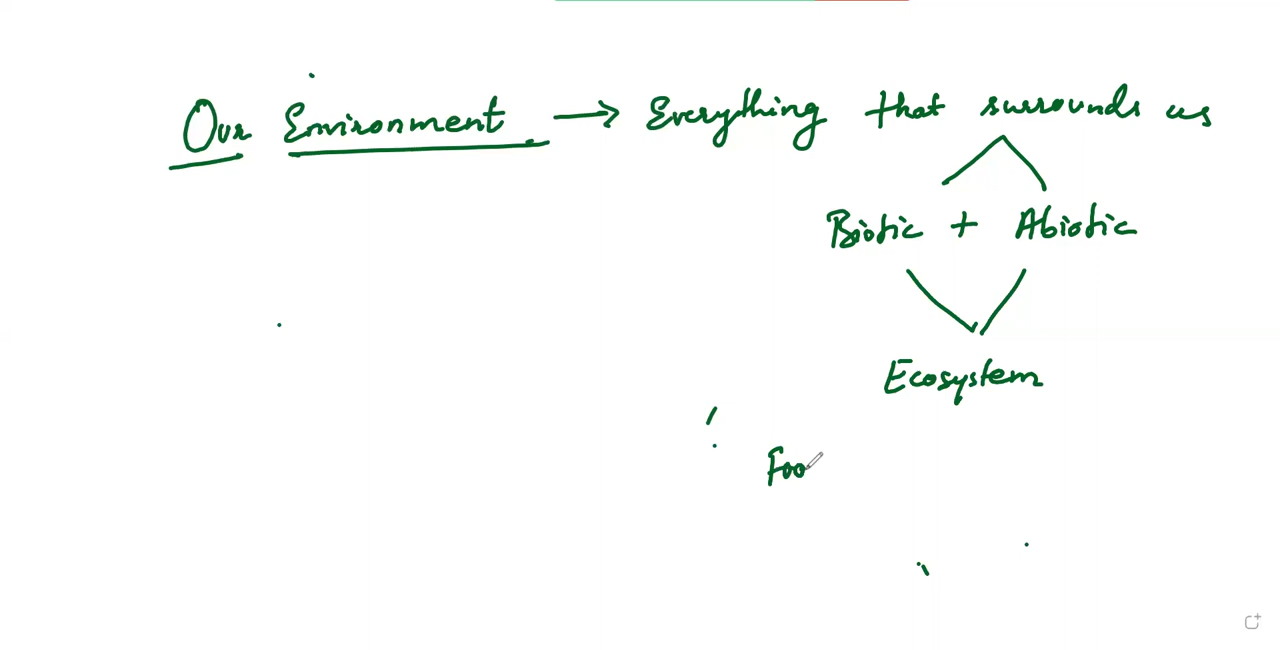 Our Environment → Everything that surrounds us
Biotic + Abiotic
Ecosystem
Foo